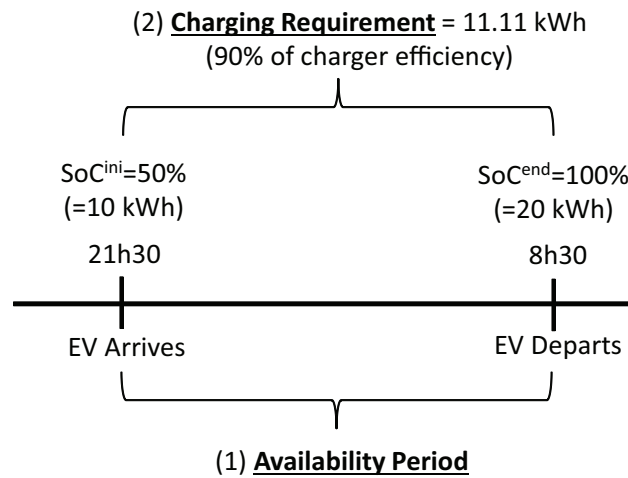 (2) Charging Requirement = 11.11 kWh
(90% of charger efficiency)
SoCⁱⁿⁱ=50%
(=10 kWh)
21h30
SoCᵉⁿᵈ=100%
(=20 kWh)
8h30
EV Arrives
EV Departs
(1) Availability Period